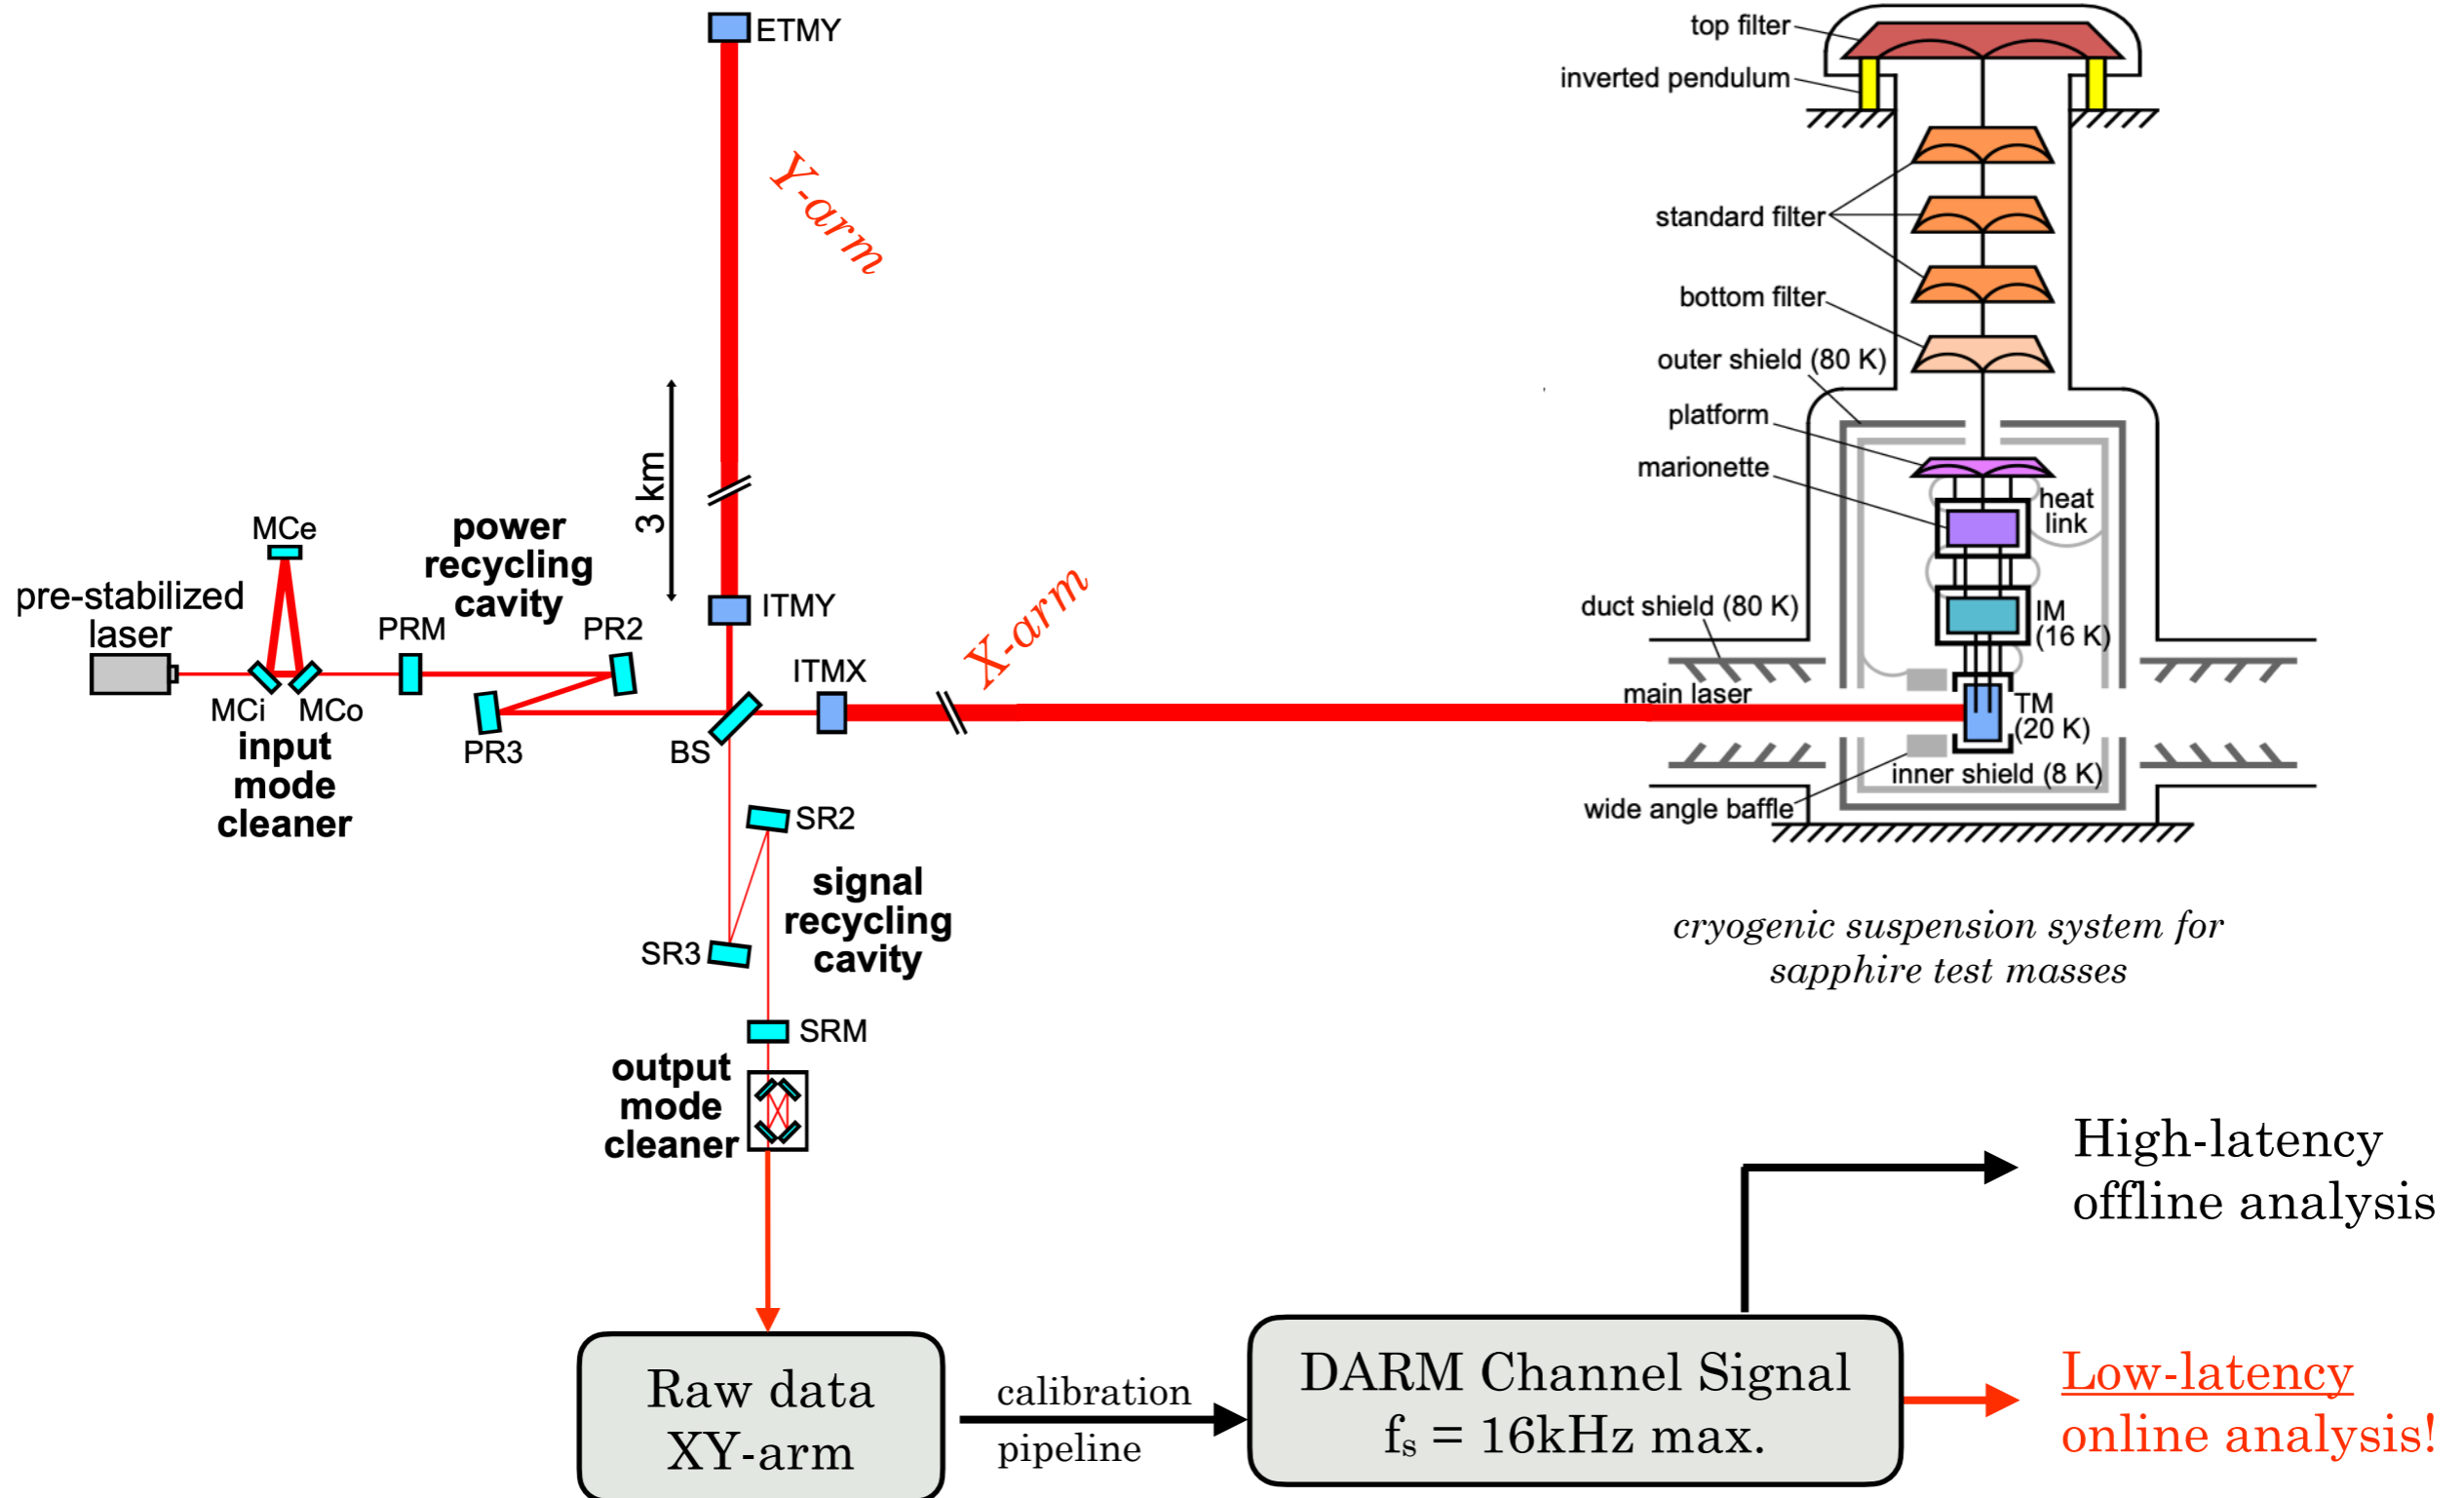 ETMY
Y-arm
3 km
MCe
power
recycling
cavity
pre-stabilized
laser
PRM
PR2
ITMY
ITMX
X-arm
MCi
MCo
PR3
BS
input
mode
cleaner
SR2
signal
recycling
cavity
SR3
SRM
output
mode
cleaner
top filter
inverted pendulum
standard filter
bottom filter
outer shield (80 K)
platform
marionette
heat
link
duct shield (80 K)
IM
(16 K)
main laser
TM
(20 K)
inner shield (8 K)
wide angle baffle
cryogenic suspension system for
sapphire test masses
Raw data
XY-arm
calibration
pipeline
DARM Channel Signal
fₛ = 16kHz max.
High-latency
offline analysis
Low-latency
online analysis!